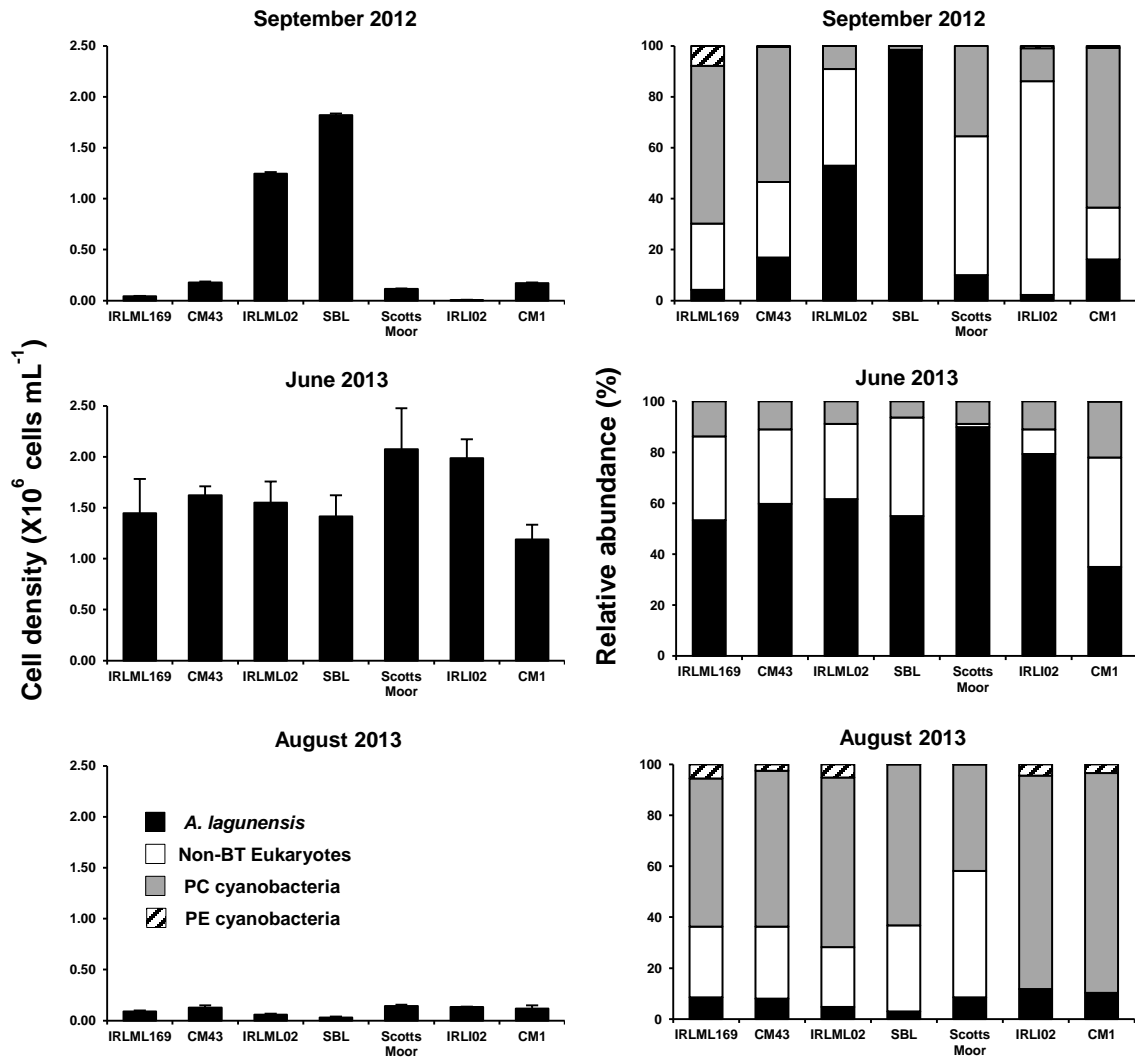 September 2012
2.50
2.00
1.50
1.00
0.50
0.00
IRLML169 CM43 IRLML02 SBL Scotts Moor IRLI02 CM1
September 2012
100
80
60
40
20
0
IRLML169 CM43 IRLML02 SBL Scotts Moor IRLI02 CM1
Cell density (X10⁶ cells mL⁻¹)
June 2013
2.50
2.00
1.50
1.00
0.50
0.00
IRLML169 CM43 IRLML02 SBL Scotts Moor IRLI02 CM1
Relative abundance (%)
June 2013
100
80
60
40
20
0
IRLML169 CM43 IRLML02 SBL Scotts Moor IRLI02 CM1
August 2013
2.50
2.00
1.50
1.00
0.50
0.00
A. lagunensis
Non-BT Eukaryotes
PC cyanobacteria
PE cyanobacteria
IRLML169 CM43 IRLML02 SBL Scotts Moor IRLI02 CM1
August 2013
100
80
60
40
20
0
IRLML169 CM43 IRLML02 SBL Scotts Moor IRLI02 CM1